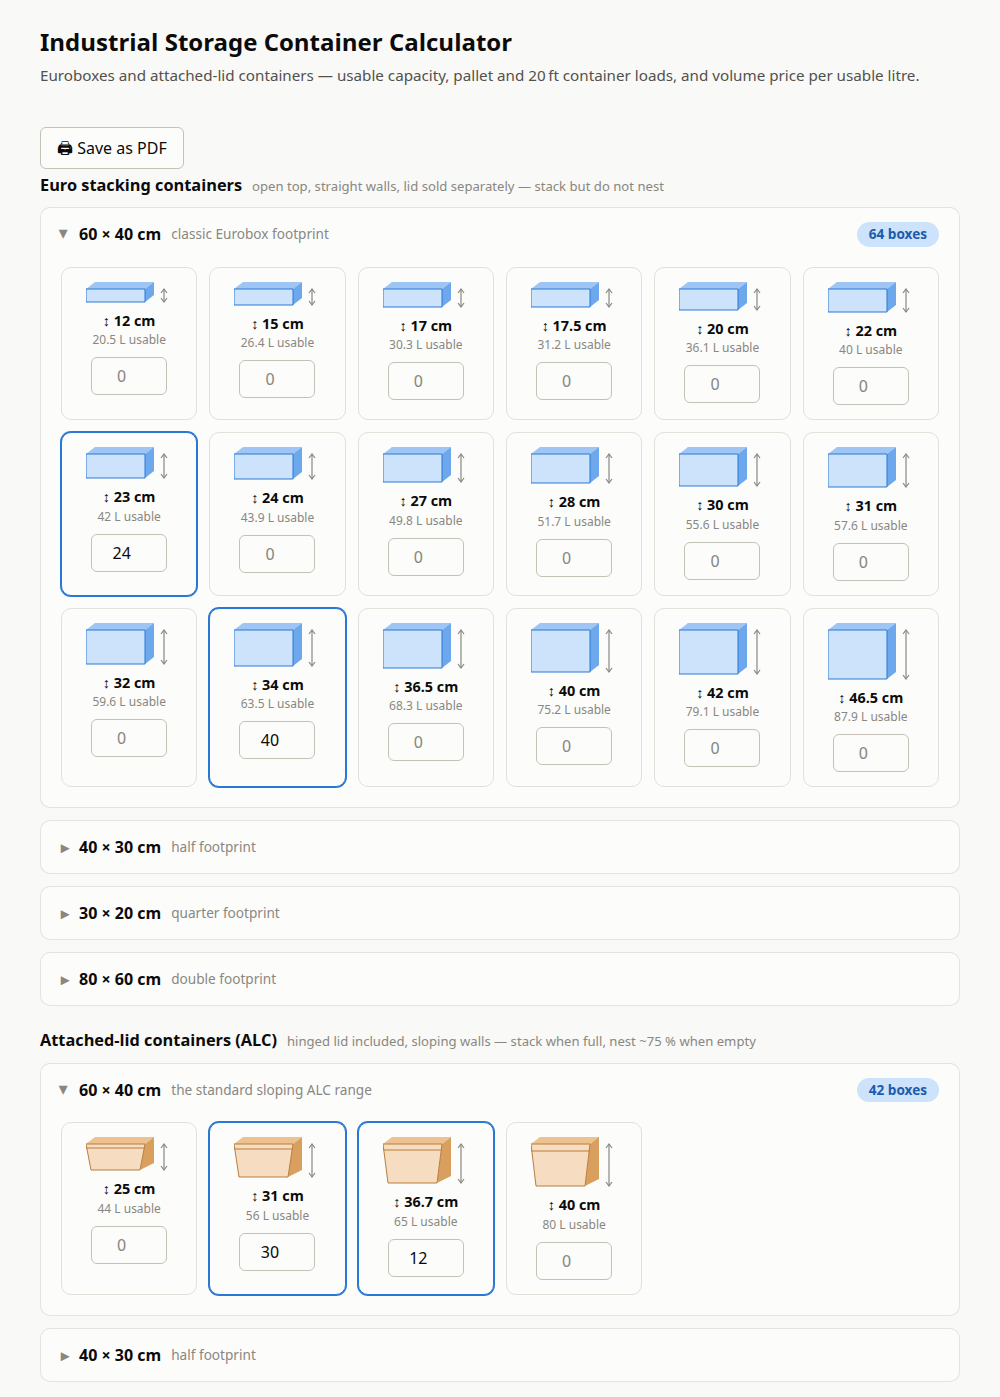 Industrial Storage Container Calculator
Euroboxes and attached-lid containers — usable capacity, pallet and 20 ft container loads, and volume price per usable litre.
🖨 Save as PDF
Euro stacking containers open top, straight walls, lid sold separately — stack but do not nest
▼ 60 × 40 cm classic Eurobox footprint 64 boxes
↕ 12 cm ↕ 15 cm ↕ 17 cm ↕ 17.5 cm ↕ 20 cm ↕ 22 cm
20.5 L usable 26.4 L usable 30.3 L usable 31.2 L usable 36.1 L usable 40 L usable
0 0 0 0 0 0
↕ 23 cm ↕ 24 cm ↕ 27 cm ↕ 28 cm ↕ 30 cm ↕ 31 cm
42 L usable 43.9 L usable 49.8 L usable 51.7 L usable 55.6 L usable 57.6 L usable
24 0 0 0 0 0
↕ 32 cm ↕ 34 cm ↕ 36.5 cm ↕ 40 cm ↕ 42 cm ↕ 46.5 cm
59.6 L usable 63.5 L usable 68.3 L usable 75.2 L usable 79.1 L usable 87.9 L usable
0 40 0 0 0 0
▶ 40 × 30 cm half footprint
▶ 30 × 20 cm quarter footprint
▶ 80 × 60 cm double footprint
Attached-lid containers (ALC) hinged lid included, sloping walls — stack when full, nest ~75 % when empty
▼ 60 × 40 cm the standard sloping ALC range 42 boxes
↕ 25 cm ↕ 31 cm ↕ 36.7 cm ↕ 40 cm
44 L usable 56 L usable 65 L usable 80 L usable
0 30 12 0
▶ 40 × 30 cm half footprint